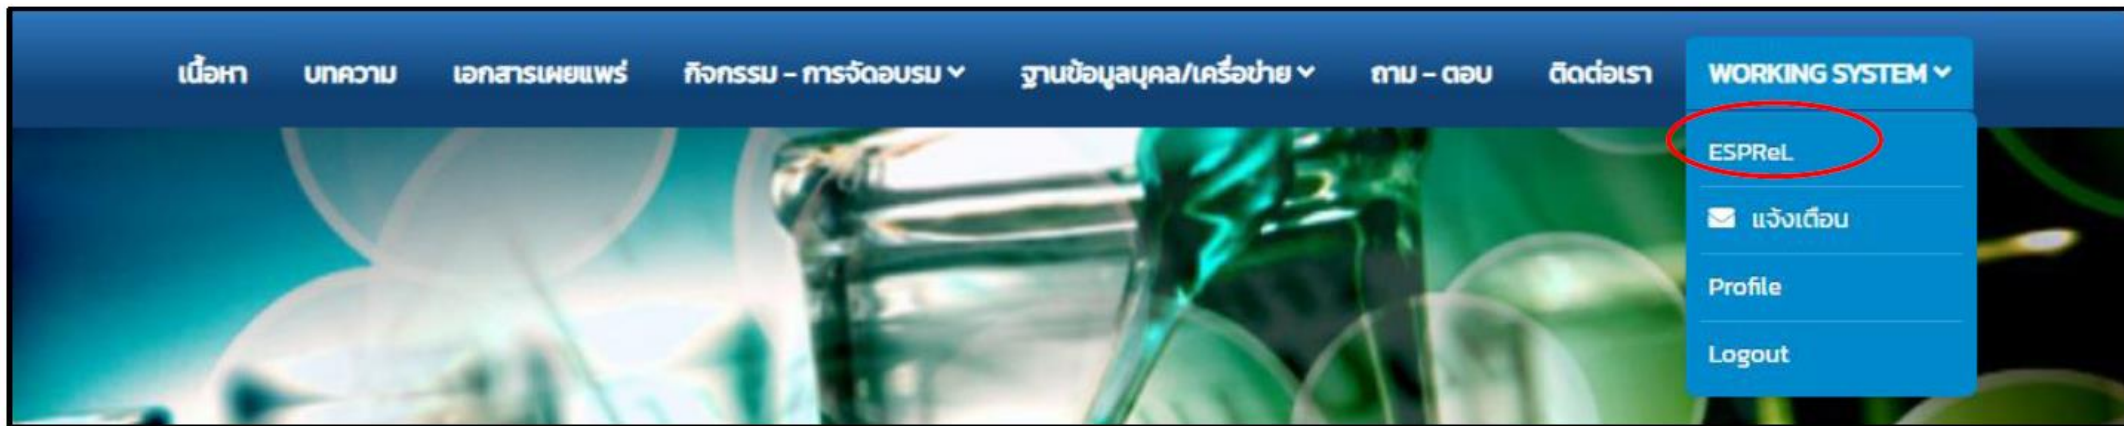 เนื้อหา บทความ เอกสารเผยแพร่ กิจกรรม – การจัดอบรม ฐานข้อมูลบุคคล/เครื่อข่าย ถาม – ตอบ ติดต่อเรา WORKING SYSTEM
ESPReL
แจ้งเตือน
Profile
Logout